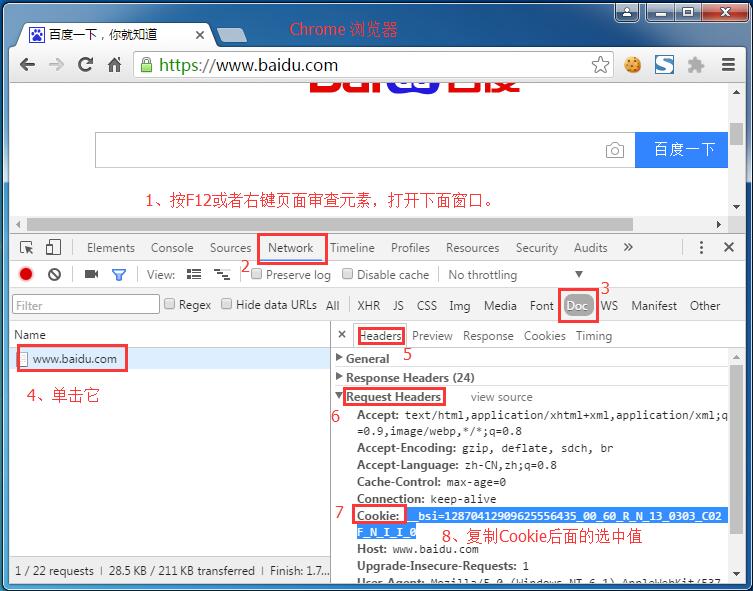 百度一下，你就知道
Chrome 浏览器
https://www.baidu.com
百度一下
1、按F12或者右键页面审查元素，打开下面窗口。
Elements Console Sources Network Timeline Profiles Resources Security Audits »
2
View: Preserve log Disable cache No throttling
3
Filter Regex Hide data URLs All XHR JS CSS Img Media Font Doc WS Manifest Other
Name
Headers Preview Response Cookies Timing
5
www.baidu.com
General
Response Headers (24)
4、单击它
Request Headers view source
6
Accept: text/html,application/xhtml+xml,application/xml;q
=0.9,image/webp,*/*;q=0.8
Accept-Encoding: gzip, deflate, sdch, br
Accept-Language: zh-CN,zh;q=0.8
Cache-Control: max-age=0
Connection: keep-alive
7
Cookie: __bsi=12870412909625556435_00_60_R_N_13_0303_C02
F_N_I_I_0
8、复制Cookie后面的选中值
Host: www.baidu.com
Upgrade-Insecure-Requests: 1
1 / 22 requests | 28.5 KB / 211 KB transferred | Finish: 1.7...
User-Agent: Mozilla/5.0 (Windows NT 6.1) AppleWebKit/537